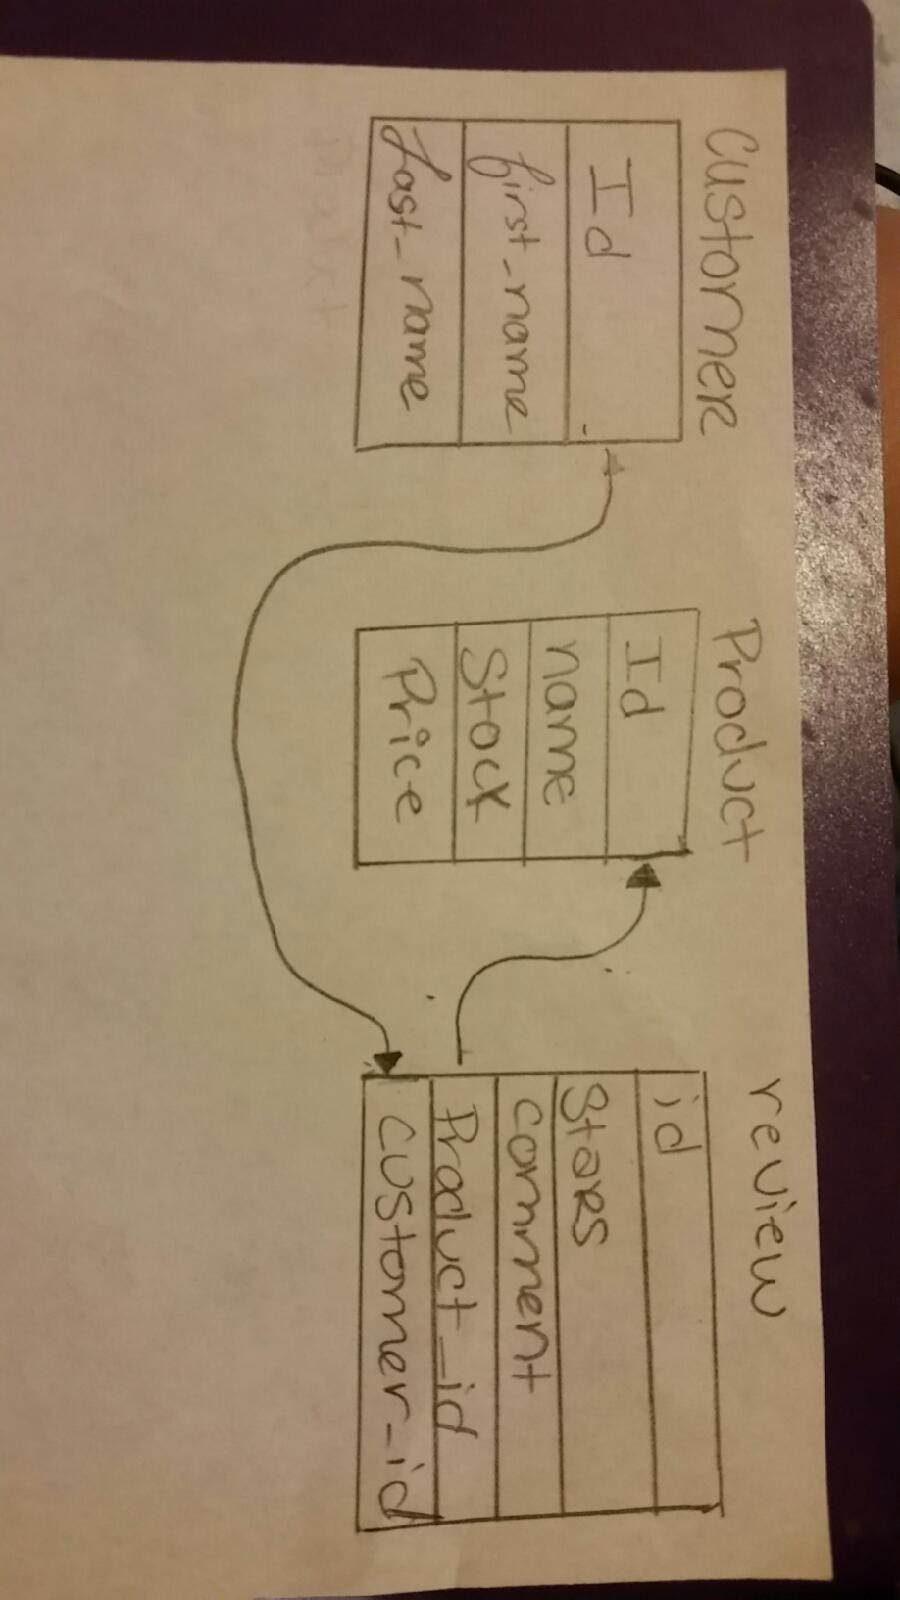 Customer
Id
first_name
Last_name
Product
Id
name
Stock
Price
review
id
Stars
comment
Product_id
customer_id